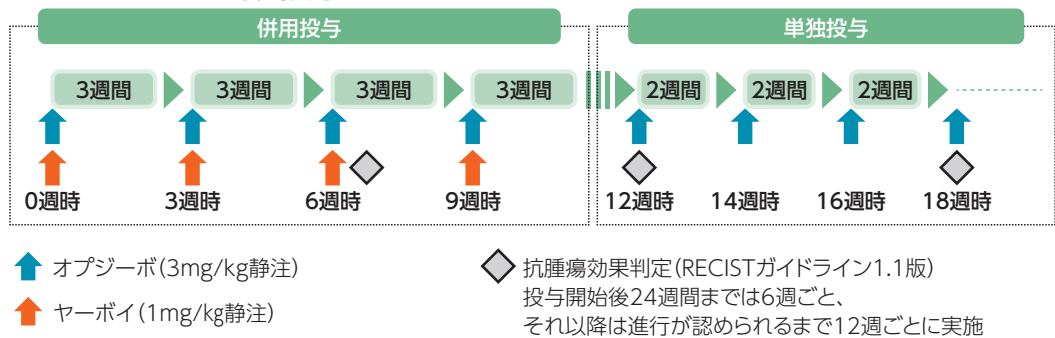 併用投与
単独投与
3週間 3週間 3週間 3週間 2週間 2週間 2週間
0週時 3週時 6週時 9週時 12週時 14週時 16週時 18週時
オプジーボ(3mg/kg静注)
ヤーボイ(1mg/kg静注)
抗腫瘍効果判定(RECISTガイドライン1.1版)
投与開始後24週間までは6週ごと、
それ以降は進行が認められるまで12週ごとに実施